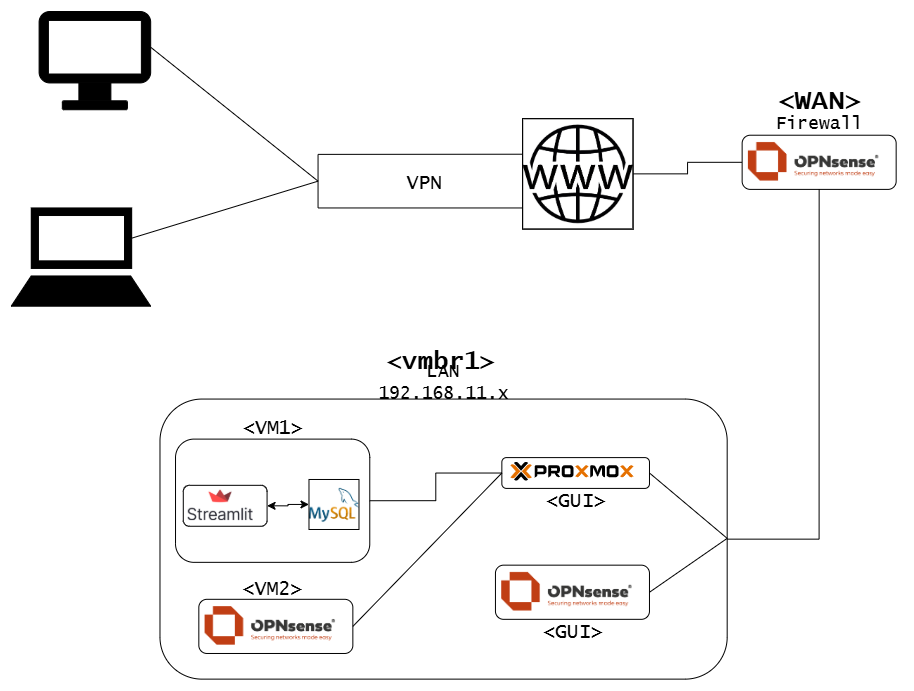 <WAN>
Firewall
OPNsense®
Securing networks made easy
VPN
WWW
<vmbr1>
LAN
192.168.11.x
<VM1>
PROXMOX
Streamlit
MySQL
<GUI>
<VM2>
OPNsense®
Securing networks made easy
OPNsense®
Securing networks made easy
<GUI>